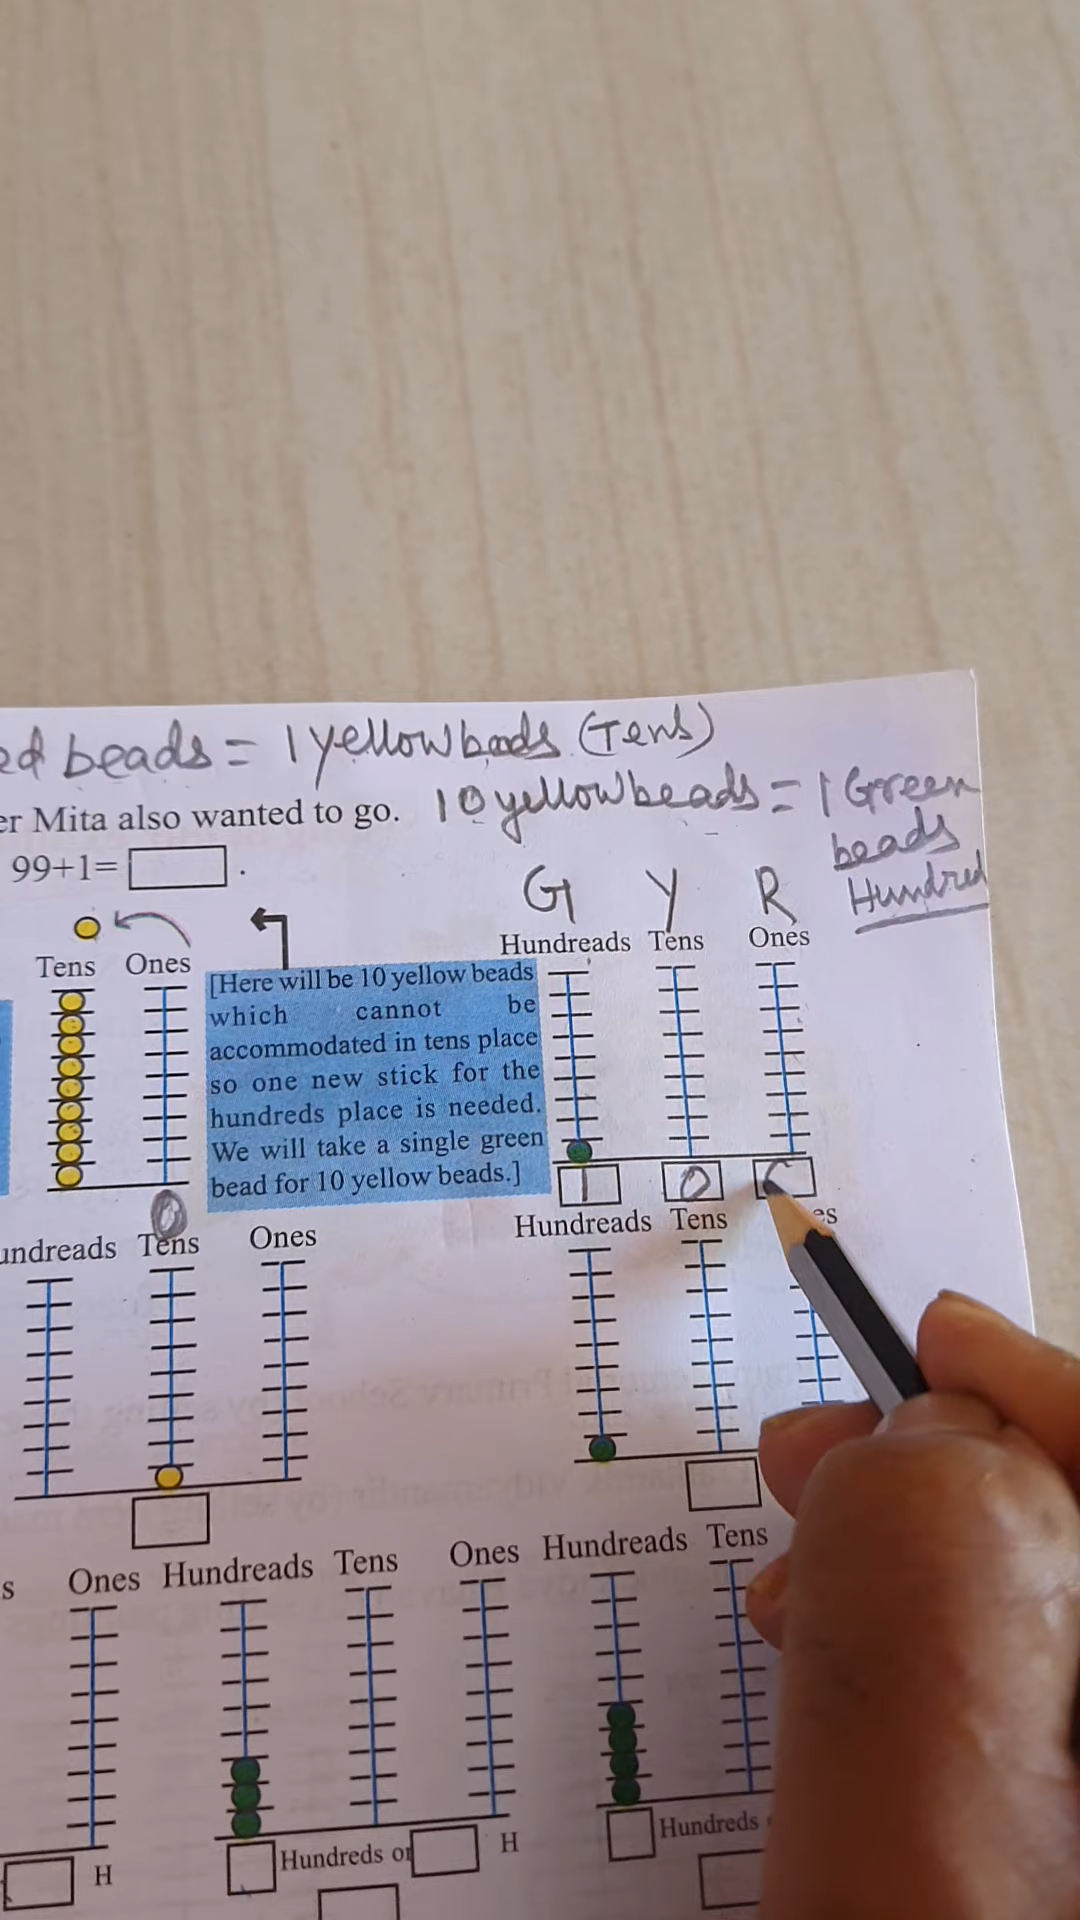 ed beads = 1 yellow beads (Tens)
er Mita also wanted to go.
10 yellow beads = 1 Green
beads
Hundred
99+1=
G Y R
Hundreads Tens Ones
Tens Ones
[Here will be 10 yellow beads
which cannot be
accommodated in tens place
so one new stick for the
hundreds place is needed.
We will take a single green
bead for 10 yellow beads.]
1 0
0
undreads Tens Ones
Hundreads Tens es
s Ones Hundreads Tens Ones Hundreads Tens
H
Hundreds or
H
Hundreds